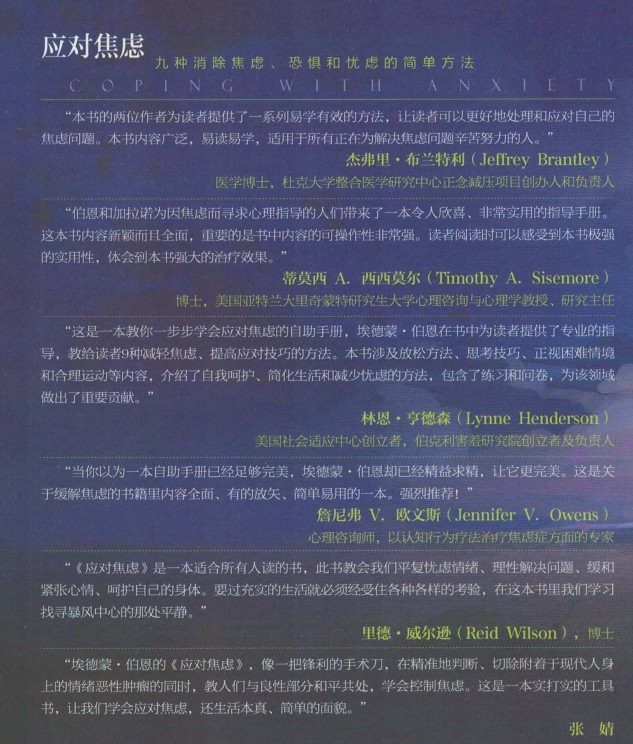 应对焦虑
九种消除焦虑、恐惧和忧虑的简单方法
COPING WITH ANXIETY
“本书的两位作者为读者提供了一系列易学有效的方法，让读者可以更好地处理和应对自己的
焦虑问题。本书内容广泛，易读易学，适用于所有正在为解决焦虑问题辛苦努力的人。”
杰弗里·布兰特利（Jeffrey Brantley）
医学博士，杜克大学整合医学研究中心正念减压项目创办人和负责人
“伯恩和加拉诺为因焦虑而寻求心理指导的人们带来了一本令人欣喜、非常实用的指导手册。
这本书内容新颖而且全面，重要的是书中内容的可操作性非常强。读者阅读时可以感受到本书极强
的实用性，体会到本书强大的治疗效果。”
蒂莫西 A. 西西莫尔（Timothy A. Sisemore）
博士，美国亚特兰大里奇蒙特研究生大学心理咨询与心理学教授、研究主任
“这是一本教你一步步学会应对焦虑的自助手册，埃德蒙·伯恩在书中为读者提供了专业的指
导，教给读者9种减轻焦虑、提高应对技巧的方法。本书涉及放松方法、思考技巧、正视困难情境
和合理运动等内容，介绍了自我呵护、简化生活和减少忧虑的方法，包含了练习和问卷，为该领域
做出了重要贡献。”
林恩·亨德森（Lynne Henderson）
美国社会适应中心创立者，伯克利害羞研究院创立者及负责人
“当你以为一本自助手册已经足够完美，埃德蒙·伯恩却已经精益求精，让它更完美。这是关
于缓解焦虑的书籍里内容全面、有的放矢、简单易用的一本。强烈推荐！”
詹尼弗 V. 欧文斯（Jennifer V. Owens）
心理咨询师，以认知行为疗法治疗焦虑症方面的专家
“《应对焦虑》是一本适合所有人读的书，此书教会我们平复忧虑情绪、理性解决问题、缓和
紧张心情、呵护自己的身体。要过充实的生活就必须经受住各种各样的考验，在这本书里我们学习
找寻暴风中心的那处平静。”
里德·威尔逊（Reid Wilson），博士
“埃德蒙·伯恩的《应对焦虑》，像一把锋利的手术刀，在精准地判断、切除附着于现代人身
上的情绪恶性肿瘤的同时，教人们与良性部分和平共处，学会控制焦虑。这是一本实打实的工具
书，让我们学会应对焦虑，还生活本真、简单的面貌。”
张 婧